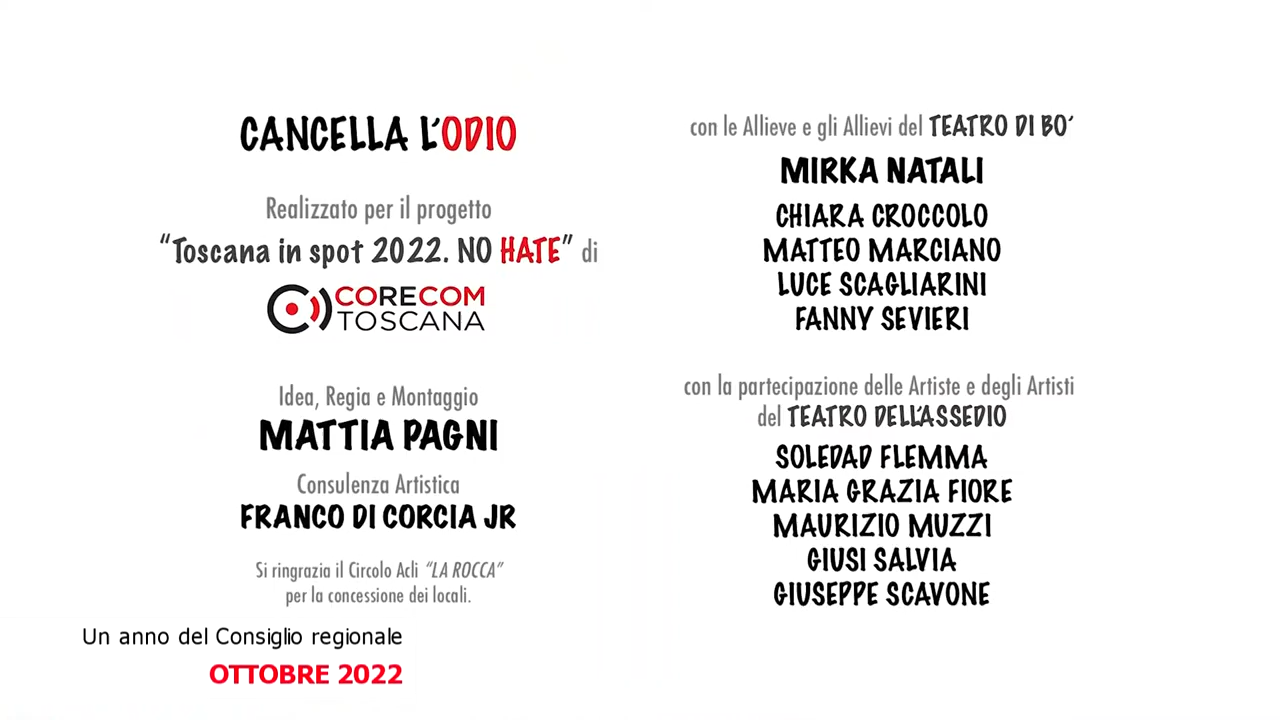 CANCELLA L'ODIO
Realizzato per il progetto
“Toscana in spot 2022. NO HATE” di
CORECOM
TOSCANA
Idea, Regia e Montaggio
MATTIA PAGNI
Consulenza Artistica
FRANCO DI CORCIA JR
Si ringrazia il Circolo Acli “LA ROCCA”
per la concessione dei locali.
Un anno del Consiglio regionale
OTTOBRE 2022
con le Allieve e gli Allievi del TEATRO DI BO'
MIRKA NATALI
CHIARA CROCCOLO
MATTEO MARCIANO
LUCE SCAGLIARINI
FANNY SEVIERI
con la partecipazione delle Artiste e degli Artisti
del TEATRO DELL'ASSEDIO
SOLEDAD FLEMMA
MARIA GRAZIA FIORE
MAURIZIO MUZZI
GIUSI SALVIA
GIUSEPPE SCAVONE